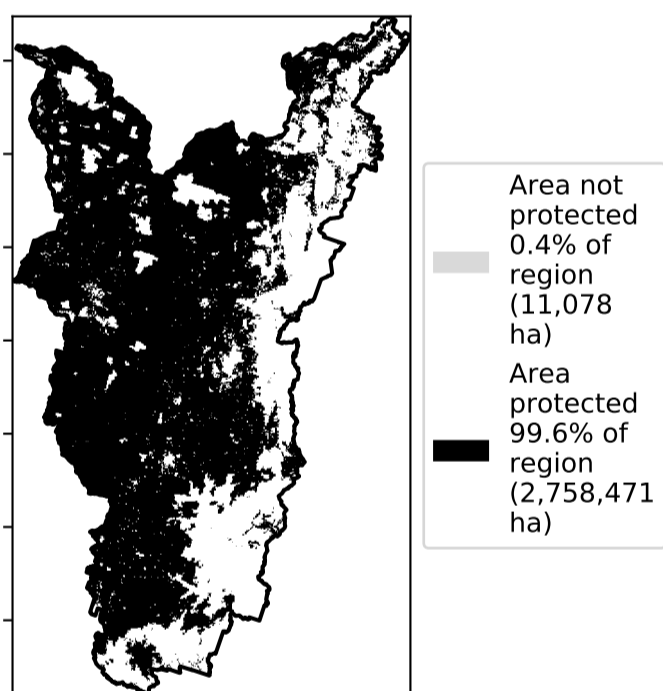 Area not
protected
0.4% of
region
(11,078
ha)
Area
protected
99.6% of
region
(2,758,471
ha)